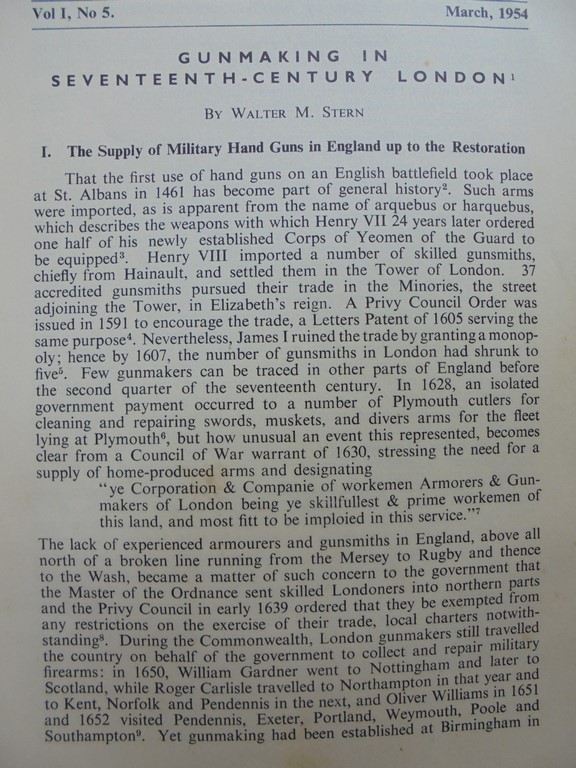 Vol I, No 5. March, 1954
GUNMAKING IN
SEVENTEENTH-CENTURY LONDON¹
By Walter M. Stern
I. The Supply of Military Hand Guns in England up to the Restoration
That the first use of hand guns on an English battlefield took place
at St. Albans in 1461 has become part of general history². Such arms
were imported, as is apparent from the name of arquebus or harquebus,
which describes the weapons with which Henry VII 24 years later ordered
one half of his newly established Corps of Yeomen of the Guard to
be equipped³. Henry VIII imported a number of skilled gunsmiths,
chiefly from Hainault, and settled them in the Tower of London. 37
accredited gunsmiths pursued their trade in the Minories, the street
adjoining the Tower, in Elizabeth's reign. A Privy Council Order was
issued in 1591 to encourage the trade, a Letters Patent of 1605 serving the
same purpose⁴. Nevertheless, James I ruined the trade by granting a monop-
oly; hence by 1607, the number of gunsmiths in London had shrunk to
five⁵. Few gunmakers can be traced in other parts of England before
the second quarter of the seventeenth century. In 1628, an isolated
government payment occurred to a number of Plymouth cutlers for
cleaning and repairing swords, muskets, and divers arms for the fleet
lying at Plymouth⁶, but how unusual an event this represented, becomes
clear from a Council of War warrant of 1630, stressing the need for a
supply of home-produced arms and designating
"ye Corporation & Companie of workemen Armorers & Gun-
makers of London being ye skillfullest & prime workemen of
this land, and most fitt to be imploied in this service."⁷
The lack of experienced armourers and gunsmiths in England, above all
north of a broken line running from the Mersey to Rugby and thence
to the Wash, became a matter of such concern to the government that
the Master of the Ordnance sent skilled Londoners into northern parts
and the Privy Council in early 1639 ordered that they be exempted from
any restrictions on the exercise of their trade, local charters notwith-
standing⁸. During the Commonwealth, London gunmakers still travelled
the country on behalf of the government to collect and repair military
firearms: in 1650, William Gardner went to Nottingham and later to
Scotland, while Roger Carlisle travelled to Northampton in that year and
to Kent, Norfolk and Pendennis in the next, and Oliver Williams in 1651
and 1652 visited Pendennis, Exeter, Portland, Weymouth, Poole and
Southampton⁹. Yet gunmaking had been established at Birmingham in